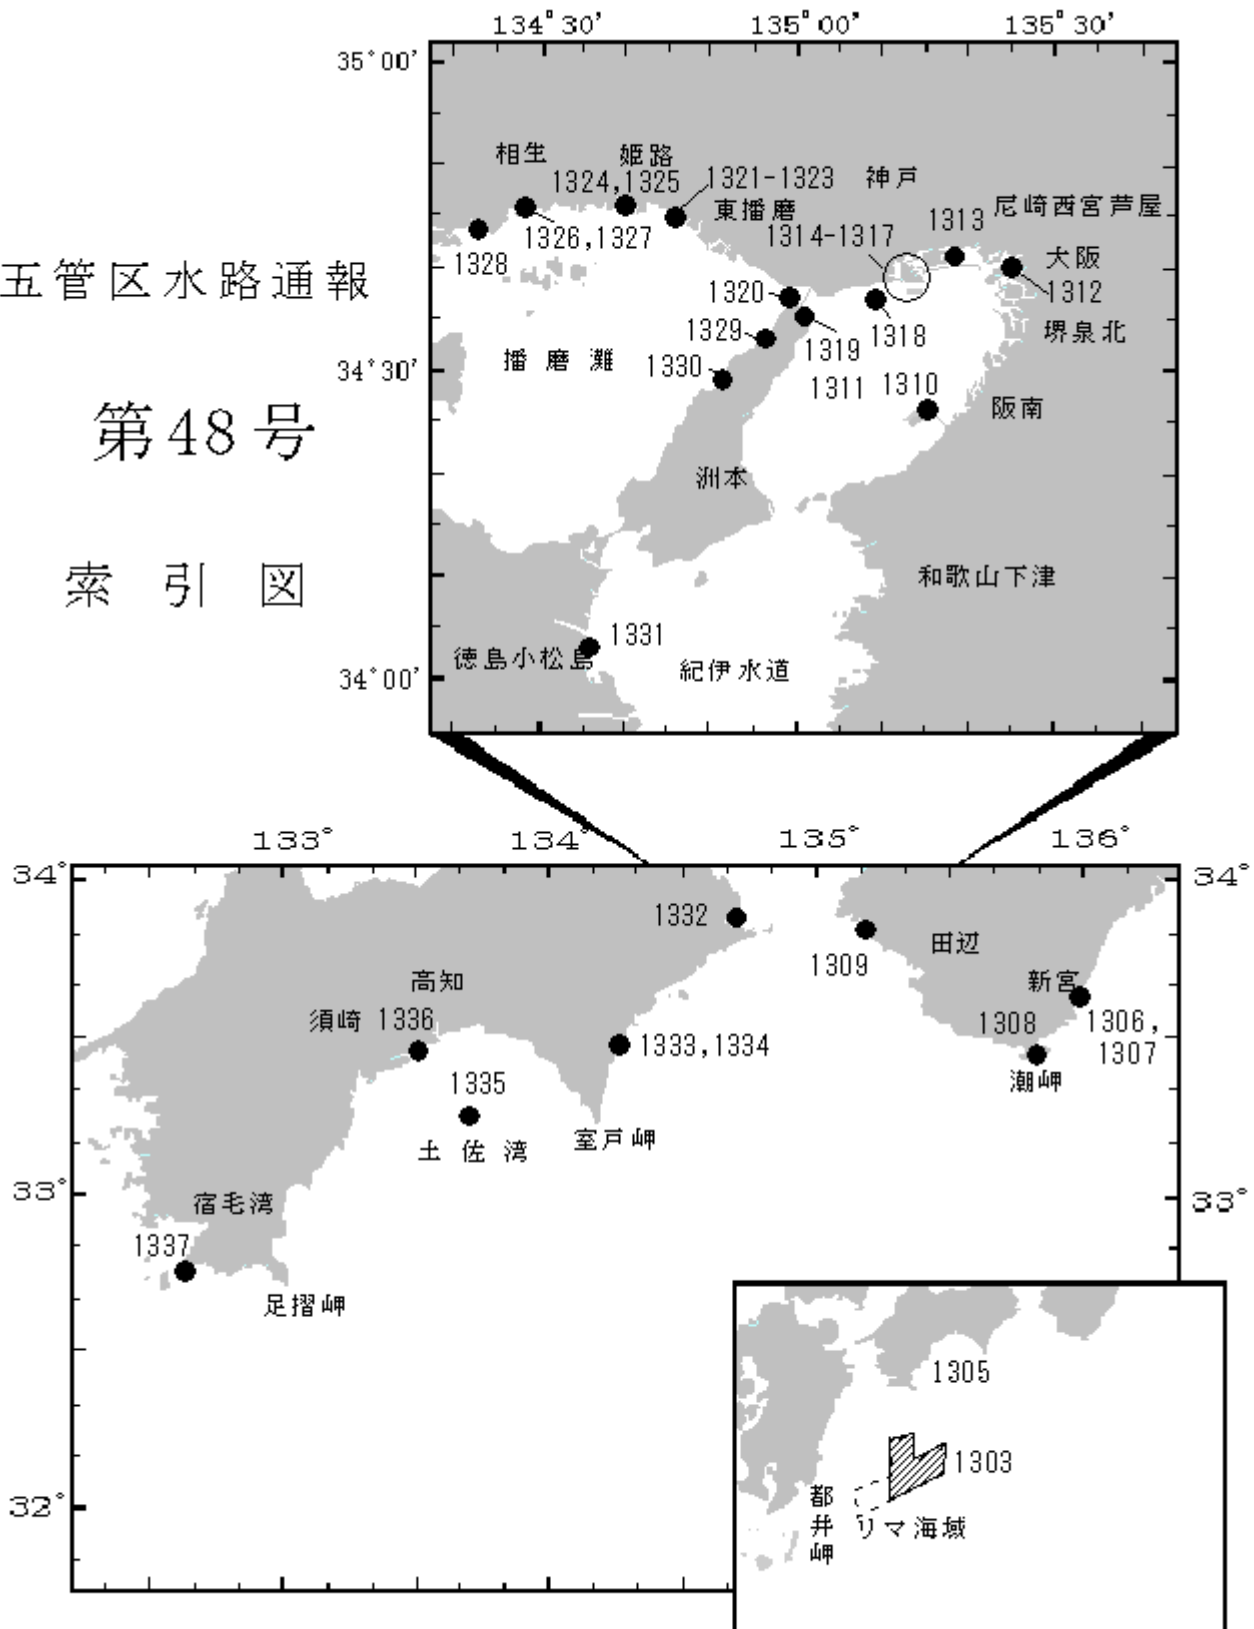 134°30′ 135°00′ 135°30′
35°00′
相生 姫路
1324,1325 1321-1323 神戸
東播磨 1313 尼崎西宮芦屋
1326,1327 1314-1317
1328 大阪
五管区水路通報
1320 1312
1329 1319 1318 堺泉北
播磨灘 1330
34°30′ 1311 1310
第48号 阪南
洲本
索引図
和歌山下津
1331
徳島小松島 紀伊水道
34°00′
133° 134° 135° 136°
34° 34°
1332
1309 田辺
高知 新宮
須崎 1336 1308 1306,
1333,1334 1307
1335 潮岬
土佐湾 室戸岬
33° 33°
宿毛湾
1337
足摺岬
1305
1303
都井岬
リマ海域
32°